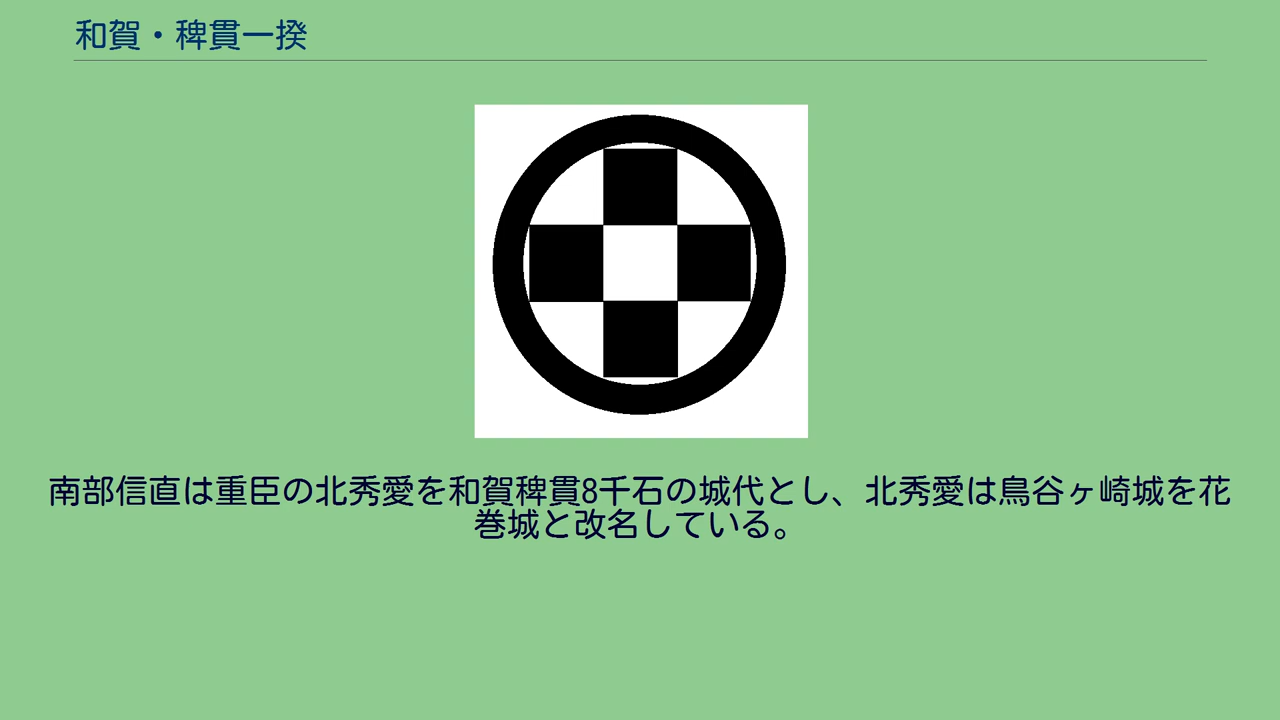 和賀・稗貫一揆
南部信直は重臣の北秀愛を和賀稗貫8千石の城代とし、北秀愛は鳥谷ヶ崎城を花
巻城と改名している。